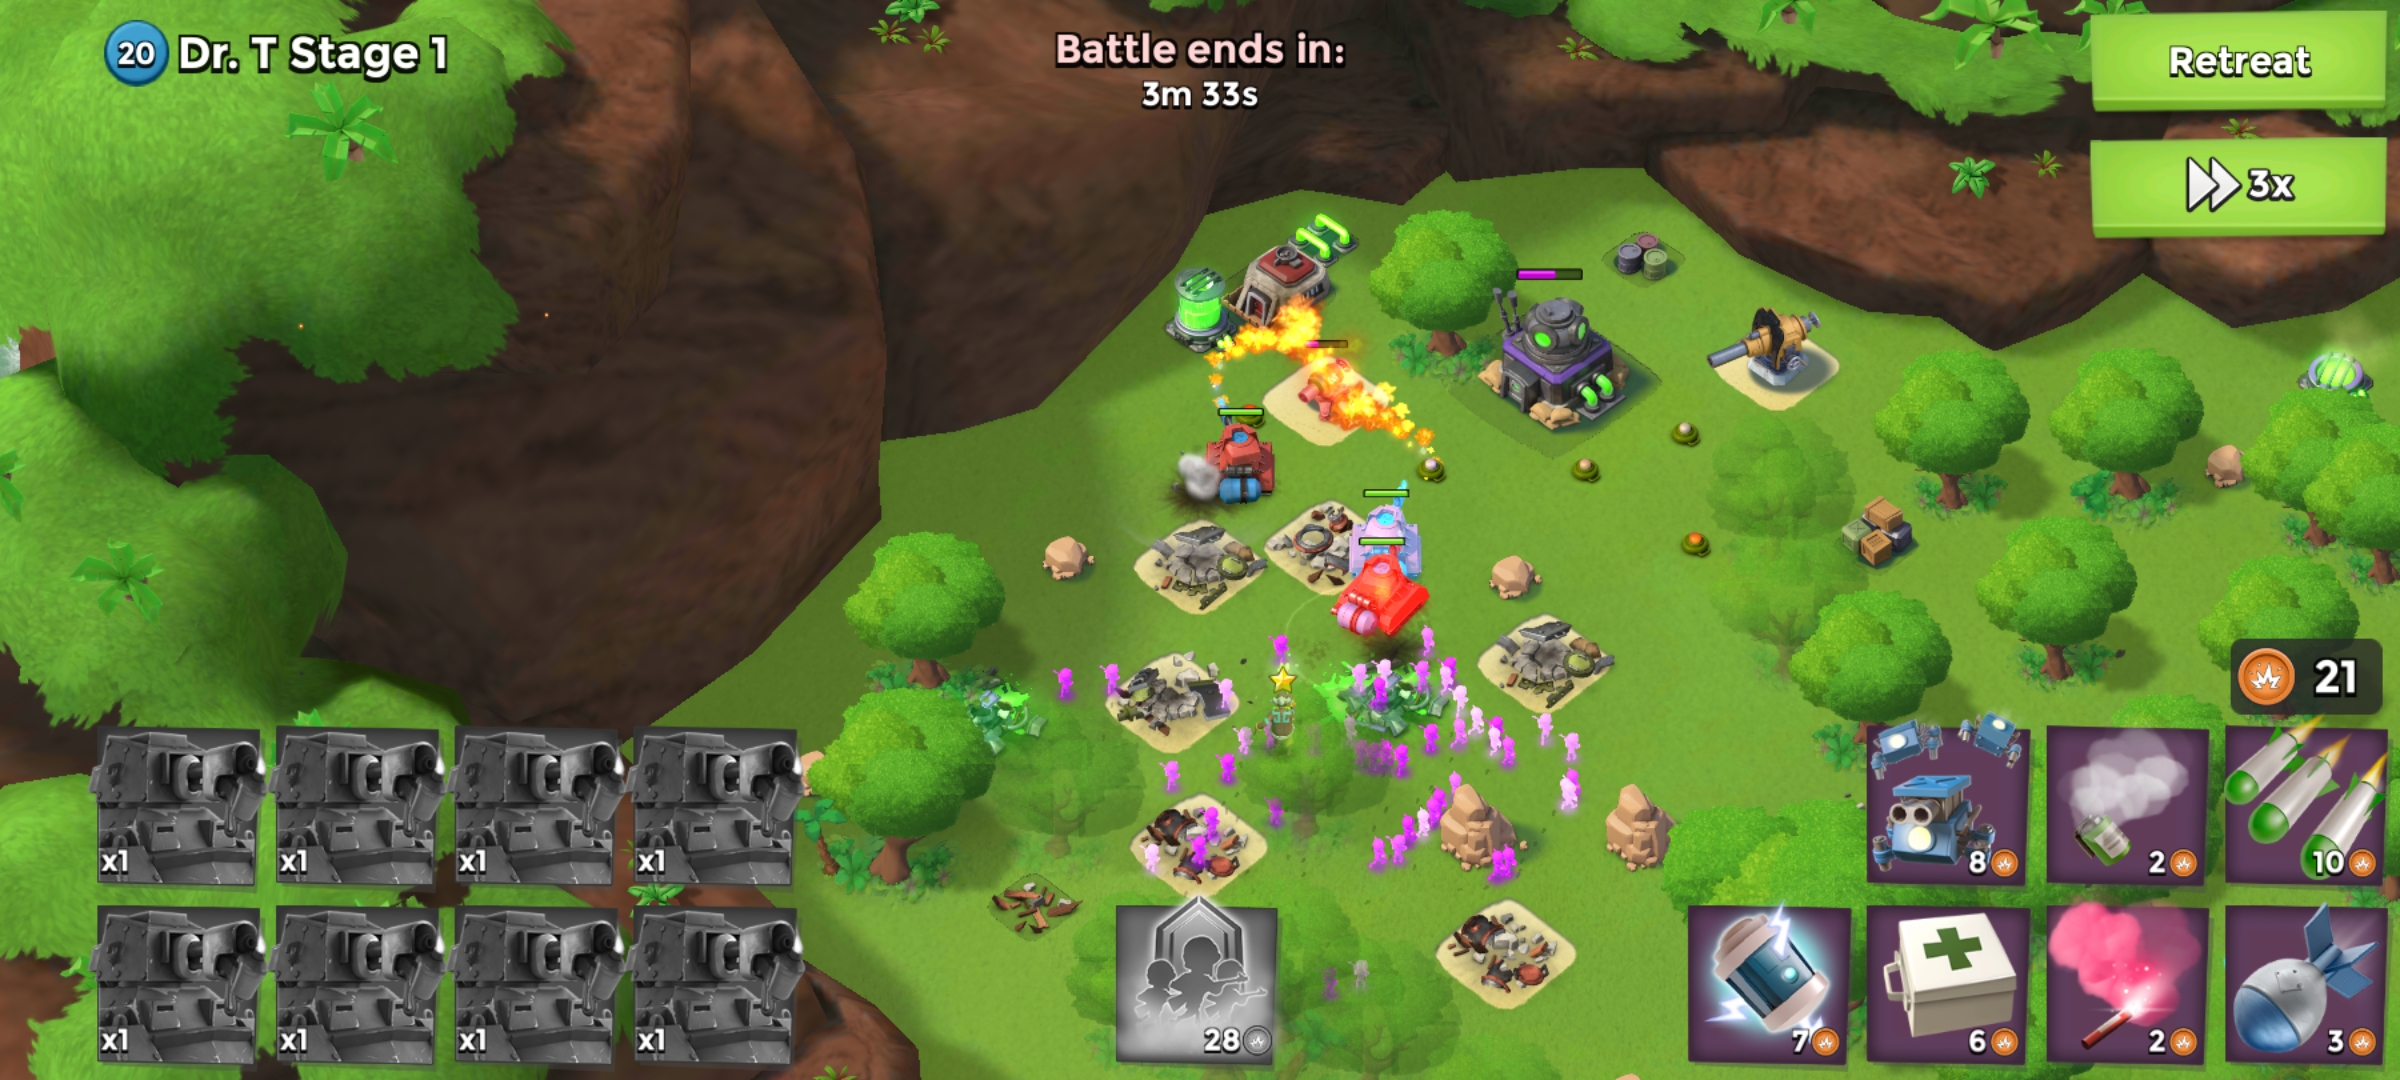 20 Dr. T Stage 1
Battle ends in:
3m 33s
Retreat
3x
21
x1
x1
x1
x1
8
2
10
x1
x1
x1
x1
28
7
6
2
3